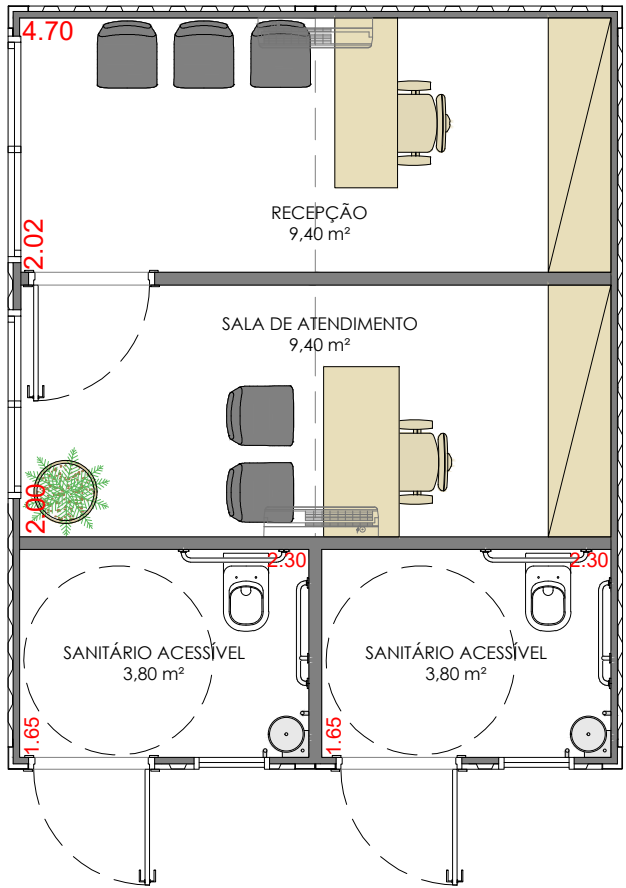 4.70
2.02
RECEPÇÃO
9,40 m²
SALA DE ATENDIMENTO
9,40 m²
2.00
2.30
2.30
SANITÁRIO ACESSÍVEL
3,80 m²
SANITÁRIO ACESSÍVEL
3,80 m²
1.65
1.65